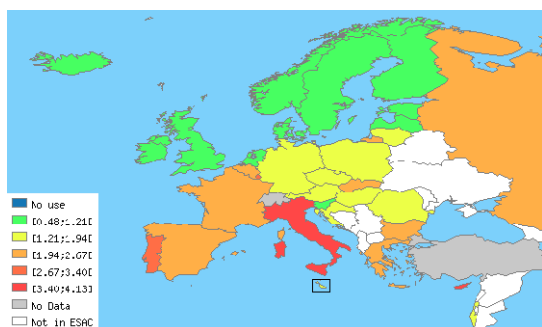 No use
[0.48;1.21[
[1.21;1.94[
[1.94;2.67[
[2.67;3.40[
[3.40;4.13]
No Data
Not in ESAC